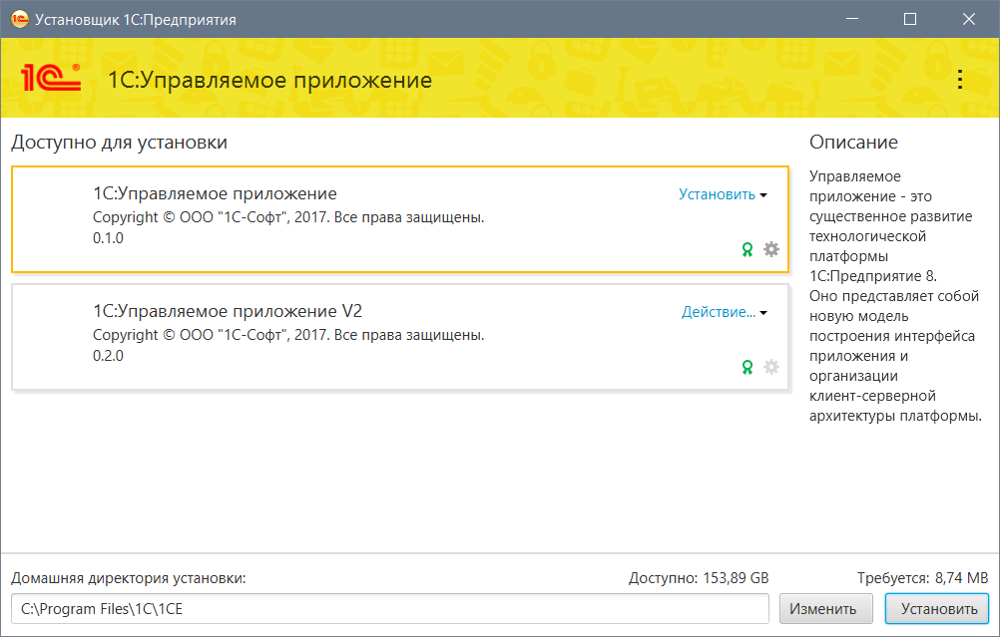 Установщик 1С:Предприятия
1С® 1С:Управляемое приложение
Доступно для установки
1С:Управляемое приложение
Установить
Copyright © ООО "1С-Софт", 2017. Все права защищены.
0.1.0
1С:Управляемое приложение V2
Действие...
Copyright © ООО "1С-Софт", 2017. Все права защищены.
0.2.0
Описание
Управляемое
приложение - это
существенное развитие
технологической
платформы
1С:Предприятие 8.
Оно представляет собой
новую модель
построения интерфейса
приложения и
организации
клиент-серверной
архитектуры платформы.
Домашняя директория установки:
Доступно: 153,89 GB
Требуется: 8,74 MB
C:\Program Files\1C\1CE
Изменить
Установить